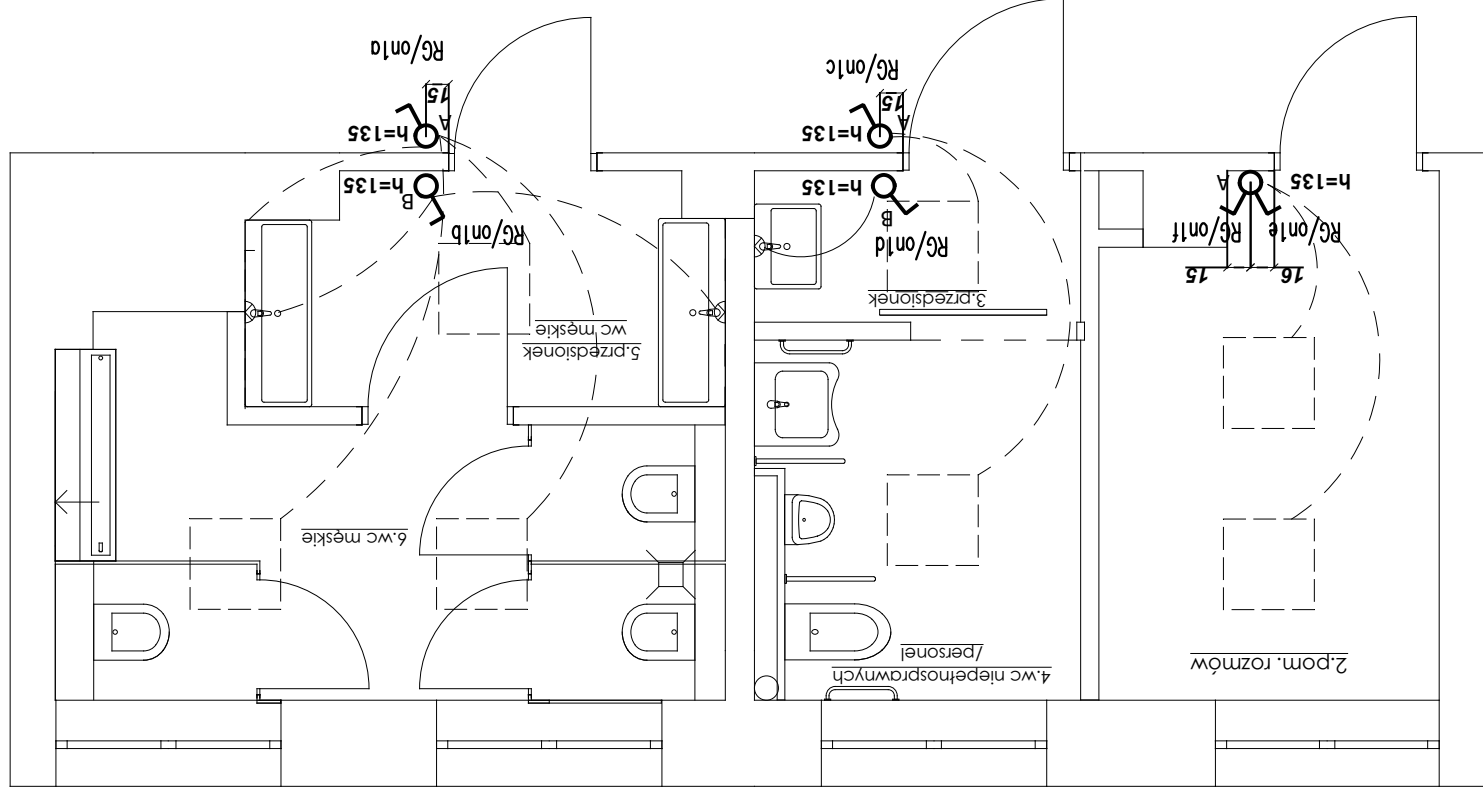 2.pom. rozmów
4.wc niepełnosprawnych
/personel
6.wc męskie
5.przedsionek
wc męskie
3.przedsionek
16
15
RG/on1e
RG/on1f
h=135
A
RG/on1d
B
h=135
RG/on1b
B
h=135
A
h=135
15
RG/on1c
A
h=135
15
RG/on1a